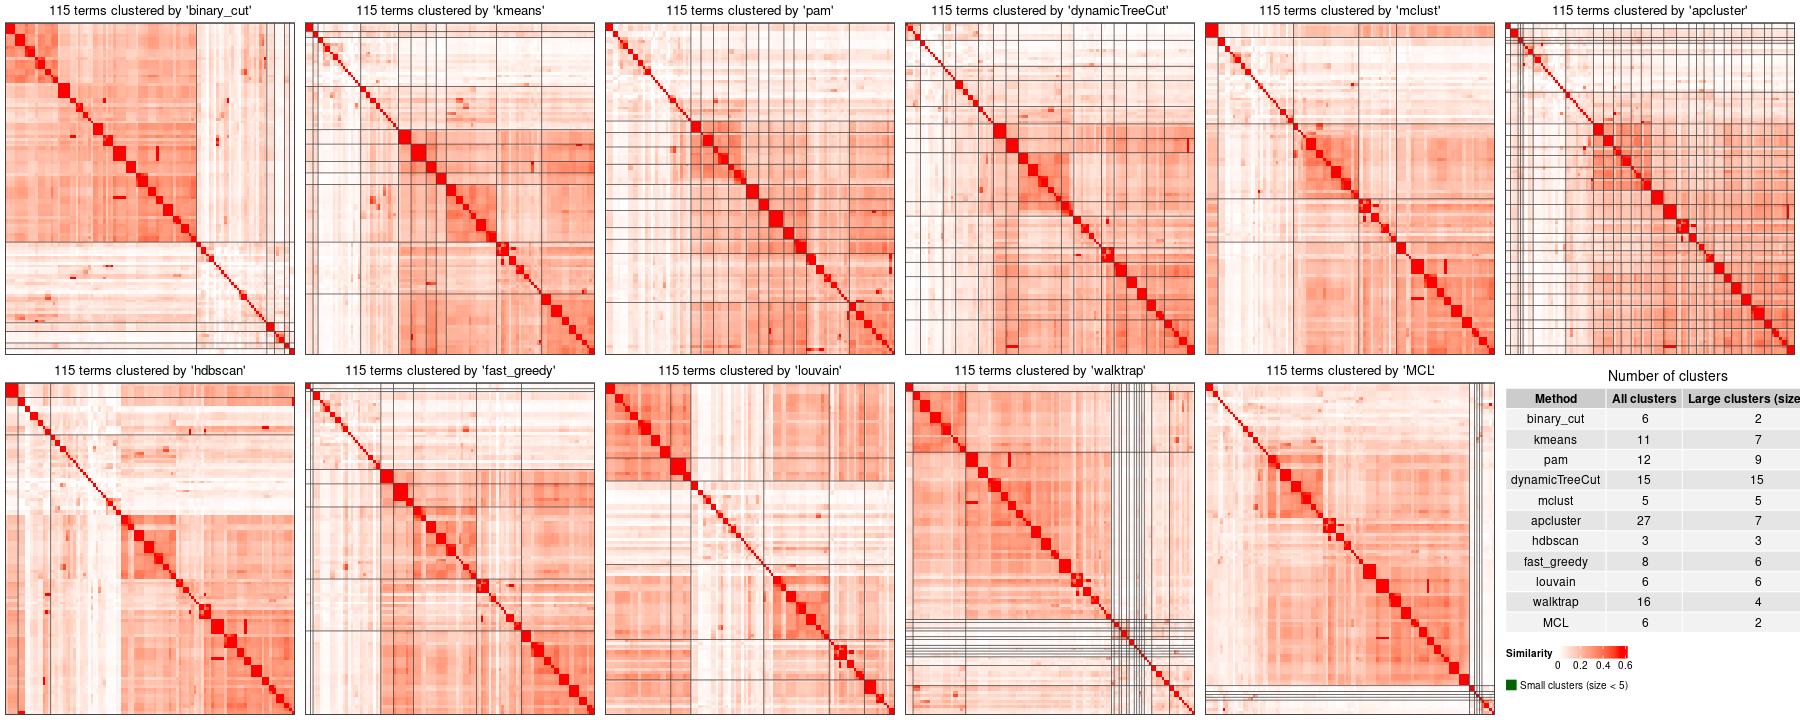 115 terms clustered by 'binary_cut'
115 terms clustered by 'kmeans'
115 terms clustered by 'pam'
115 terms clustered by 'dynamicTreeCut'
115 terms clustered by 'mclust'
115 terms clustered by 'apcluster'
115 terms clustered by 'hdbscan'
115 terms clustered by 'fast_greedy'
115 terms clustered by 'louvain'
115 terms clustered by 'walktrap'
115 terms clustered by 'MCL'
Number of clusters
Method All clusters Large clusters (size
binary_cut 6 2
kmeans 11 7
pam 12 9
dynamicTreeCut 15 15
mclust 5 5
apcluster 27 7
hdbscan 3 3
fast_greedy 8 6
louvain 6 6
walktrap 16 4
MCL 6 2
Similarity
0 0.2 0.4 0.6
Small clusters (size < 5)